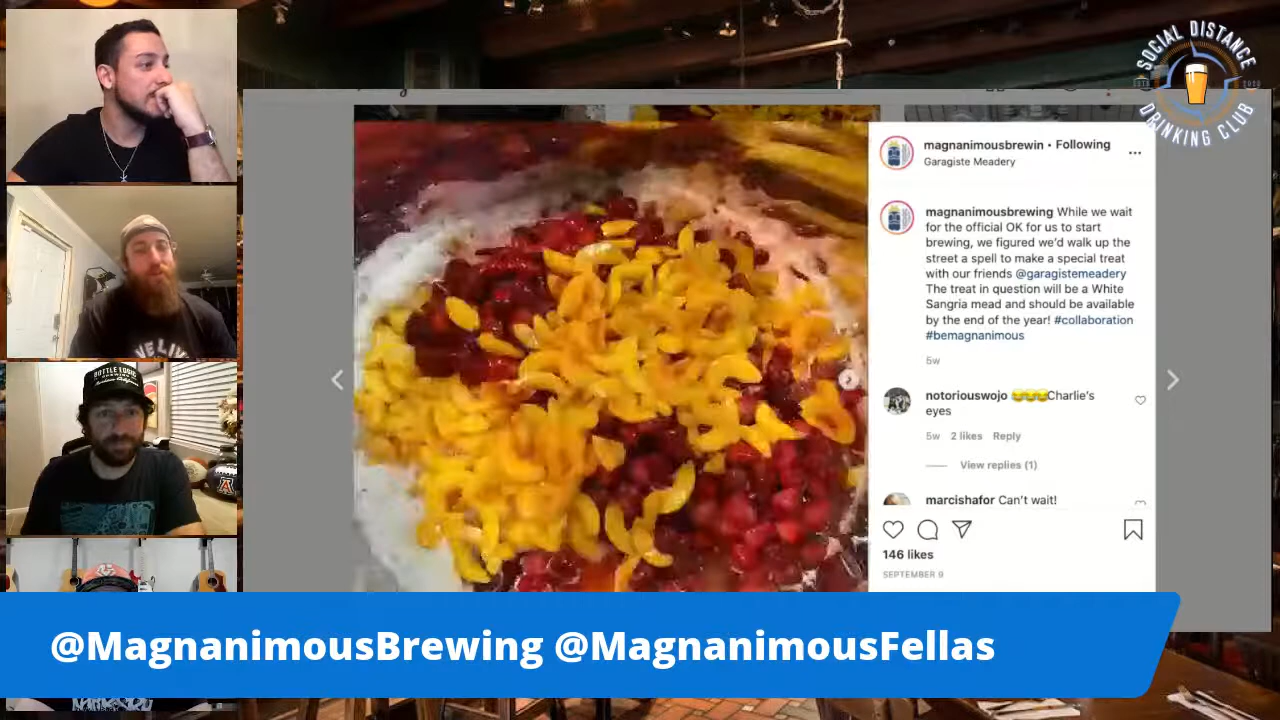 SOCIAL DISTANCE
DRINKING CLUB
magnanimousbrewin • Following
Garagiste Meadery
magnanimousbrewing While we wait
for the official OK for us to start
brewing, we figured we'd walk up the
street a spell to make a special treat
with our friends @garagistemeadery
The treat in question will be a White
Sangria mead and should be available
by the end of the year! #collaboration
#bemagnanimous
5w
notoriouswojo 😂😂😂Charlie's
eyes
5w 2 likes Reply
View replies (1)
marcishafor Can't wait!
146 likes
SEPTEMBER 9
BOTTLE LOGIC
A
@MagnanimousBrewing @MagnanimousFellas